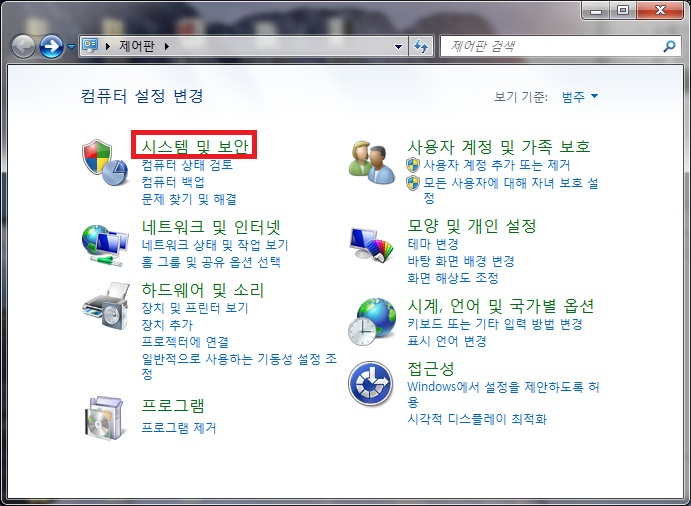 제어판
제어판 검색
컴퓨터 설정 변경
보기 기준: 범주
시스템 및 보안
컴퓨터 상태 검토
컴퓨터 백업
문제 찾기 및 해결
네트워크 및 인터넷
네트워크 상태 및 작업 보기
홈 그룹 및 공유 옵션 선택
하드웨어 및 소리
장치 및 프린터 보기
장치 추가
프로젝터에 연결
일반적으로 사용하는 기동성 설정 조
정
프로그램
프로그램 제거
사용자 계정 및 가족 보호
사용자 계정 추가 또는 제거
모든 사용자에 대해 자녀 보호 설
정
모양 및 개인 설정
테마 변경
바탕 화면 배경 변경
화면 해상도 조정
시계, 언어 및 국가별 옵션
키보드 또는 기타 입력 방법 변경
표시 언어 변경
접근성
Windows에서 설정을 제안하도록 허
용
시각적 디스플레이 최적화